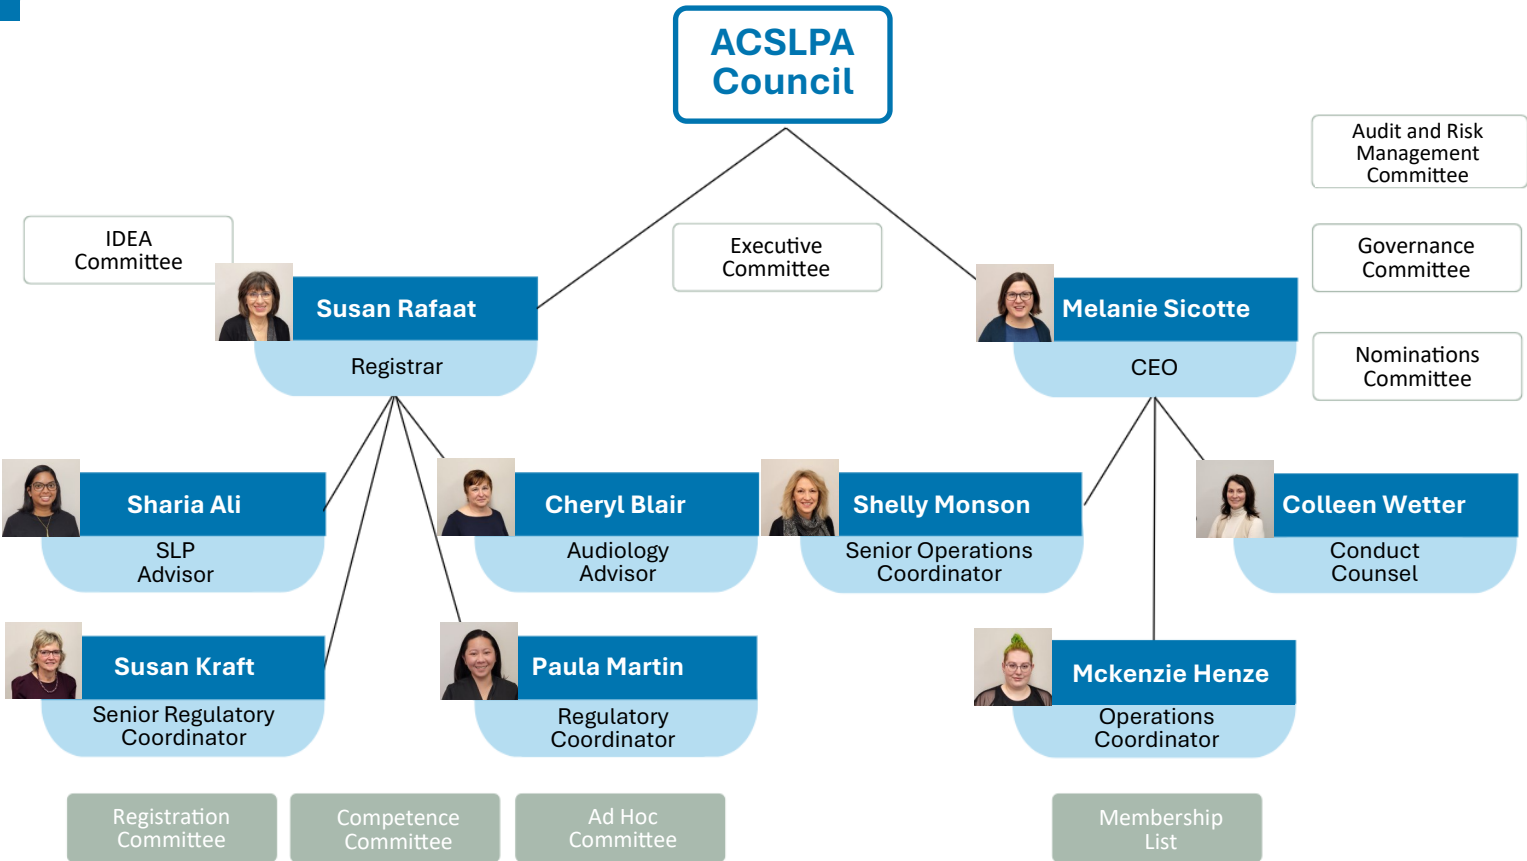 ACSLPA
Council
Audit and Risk
Management
Committee
IDEA
Committee
Executive
Committee
Governance
Committee
Susan Rafaat
Registrar
Melanie Sicotte
CEO
Nominations
Committee
Sharia Ali
SLP
Advisor
Cheryl Blair
Audiology
Advisor
Shelly Monson
Senior Operations
Coordinator
Colleen Wetter
Conduct
Counsel
Susan Kraft
Senior Regulatory
Coordinator
Paula Martin
Regulatory
Coordinator
Mckenzie Henze
Operations
Coordinator
Registration
Committee
Competence
Committee
Ad Hoc
Committee
Membership
List